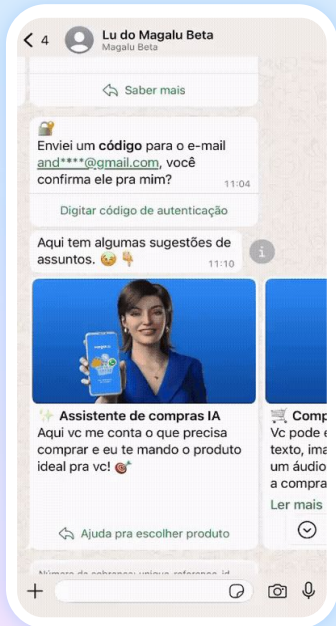 4
Lu do Magalu Beta
Magalu Beta
Saber mais
Enviei um código para o e-mail
and****@gmail.com, você
confirma ele pra mim?
11:04
Digitar código de autenticação
Aqui tem algumas sugestões de
assuntos.
11:10
Assistente de compras IA
Aqui vc me conta o que precisa
comprar e eu te mando o produto
ideal pra vc!
Ajuda pra escolher produto
Comp
Vc pode e
texto, ima
um áudio
a compra
Ler mais